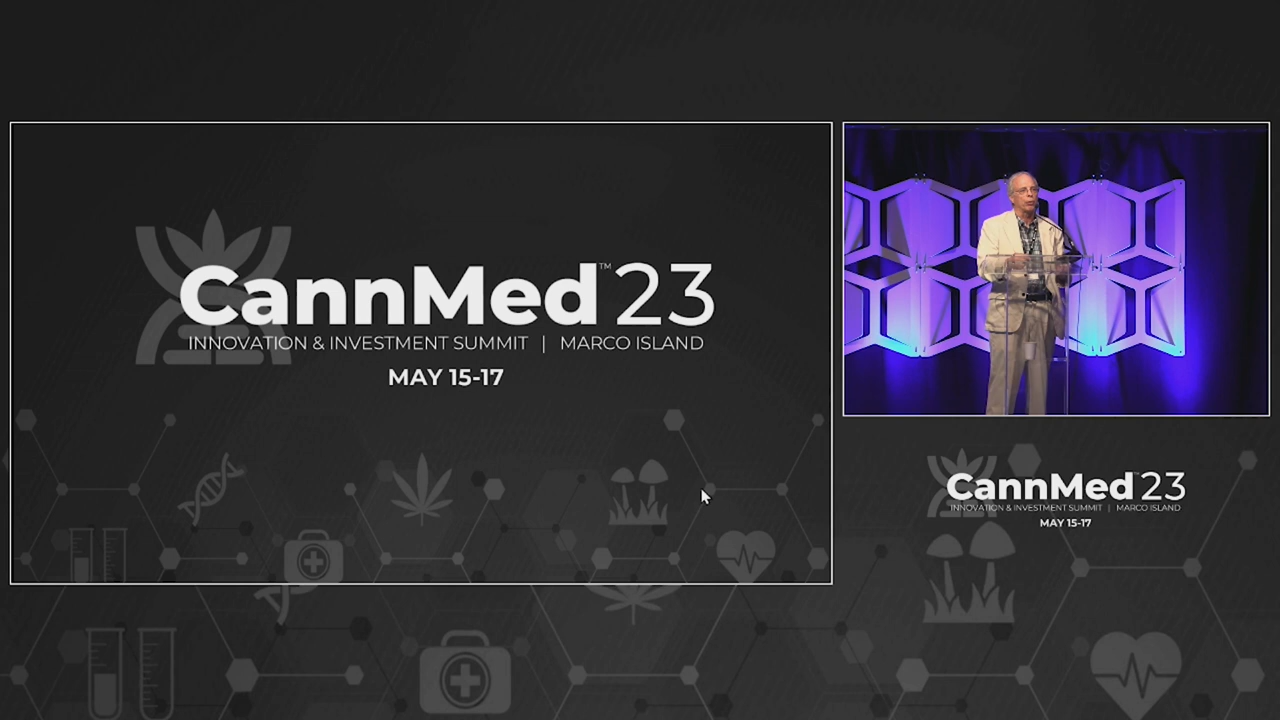 CannMed™23
INNOVATION & INVESTMENT SUMMIT | MARCO ISLAND
MAY 15-17
CannMed™23
INNOVATION & INVESTMENT SUMMIT | MARCO ISLAND
MAY 15-17